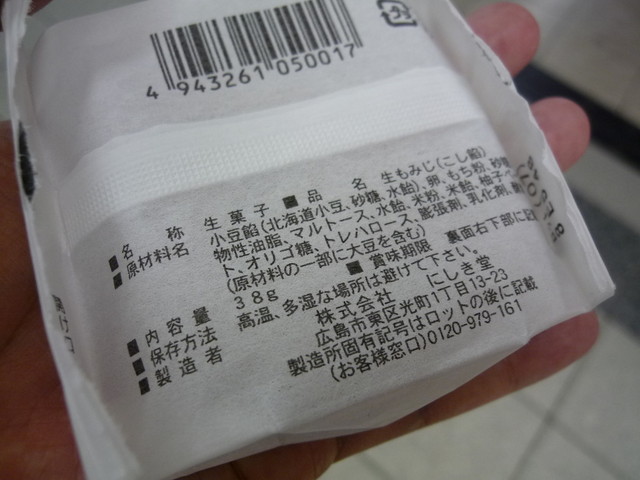 4 943261 050017
■名　称　生菓子　■品　名　生もみじ(こし餡)
■原材料名　小豆餡(北海道小豆、砂糖、水飴)、卵、もち粉、砂糖
物性油脂、マルトース、水飴、米粉、米飴、柚子
ト、オリゴ糖、トレハロース、膨張剤、乳化剤、
(原材料の一部に大豆を含む)
■内容量　38g　■賞味期限　裏面右下部に記
■保存方法　高温、多湿な場所は避けて下さい。
■製造者　株式会社　にしき堂
広島市東区光町1丁目13-23
製造所固有記号はロットの後に記載
(お客様窓口)0120-979-161